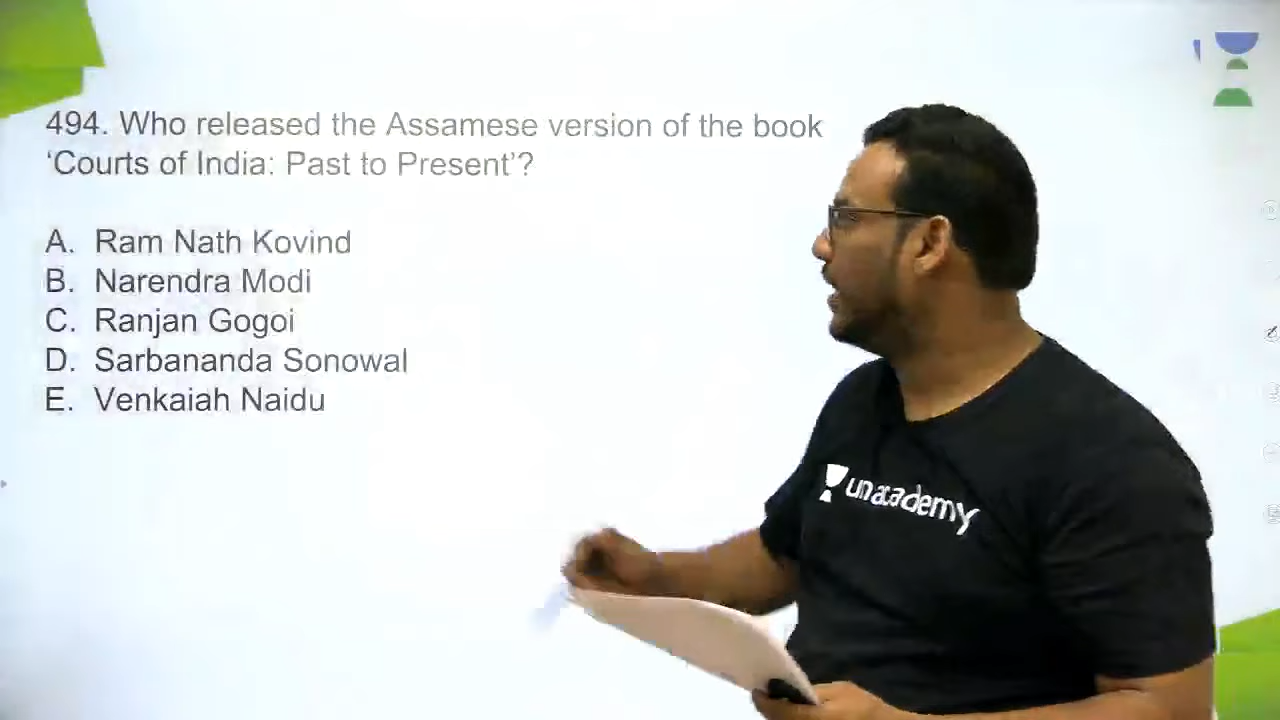 494. Who released the Assamese version of the book
‘Courts of India: Past to Present’?
A. Ram Nath Kovind
B. Narendra Modi
C. Ranjan Gogoi
D. Sarbananda Sonowal
E. Venkaiah Naidu
unacademy